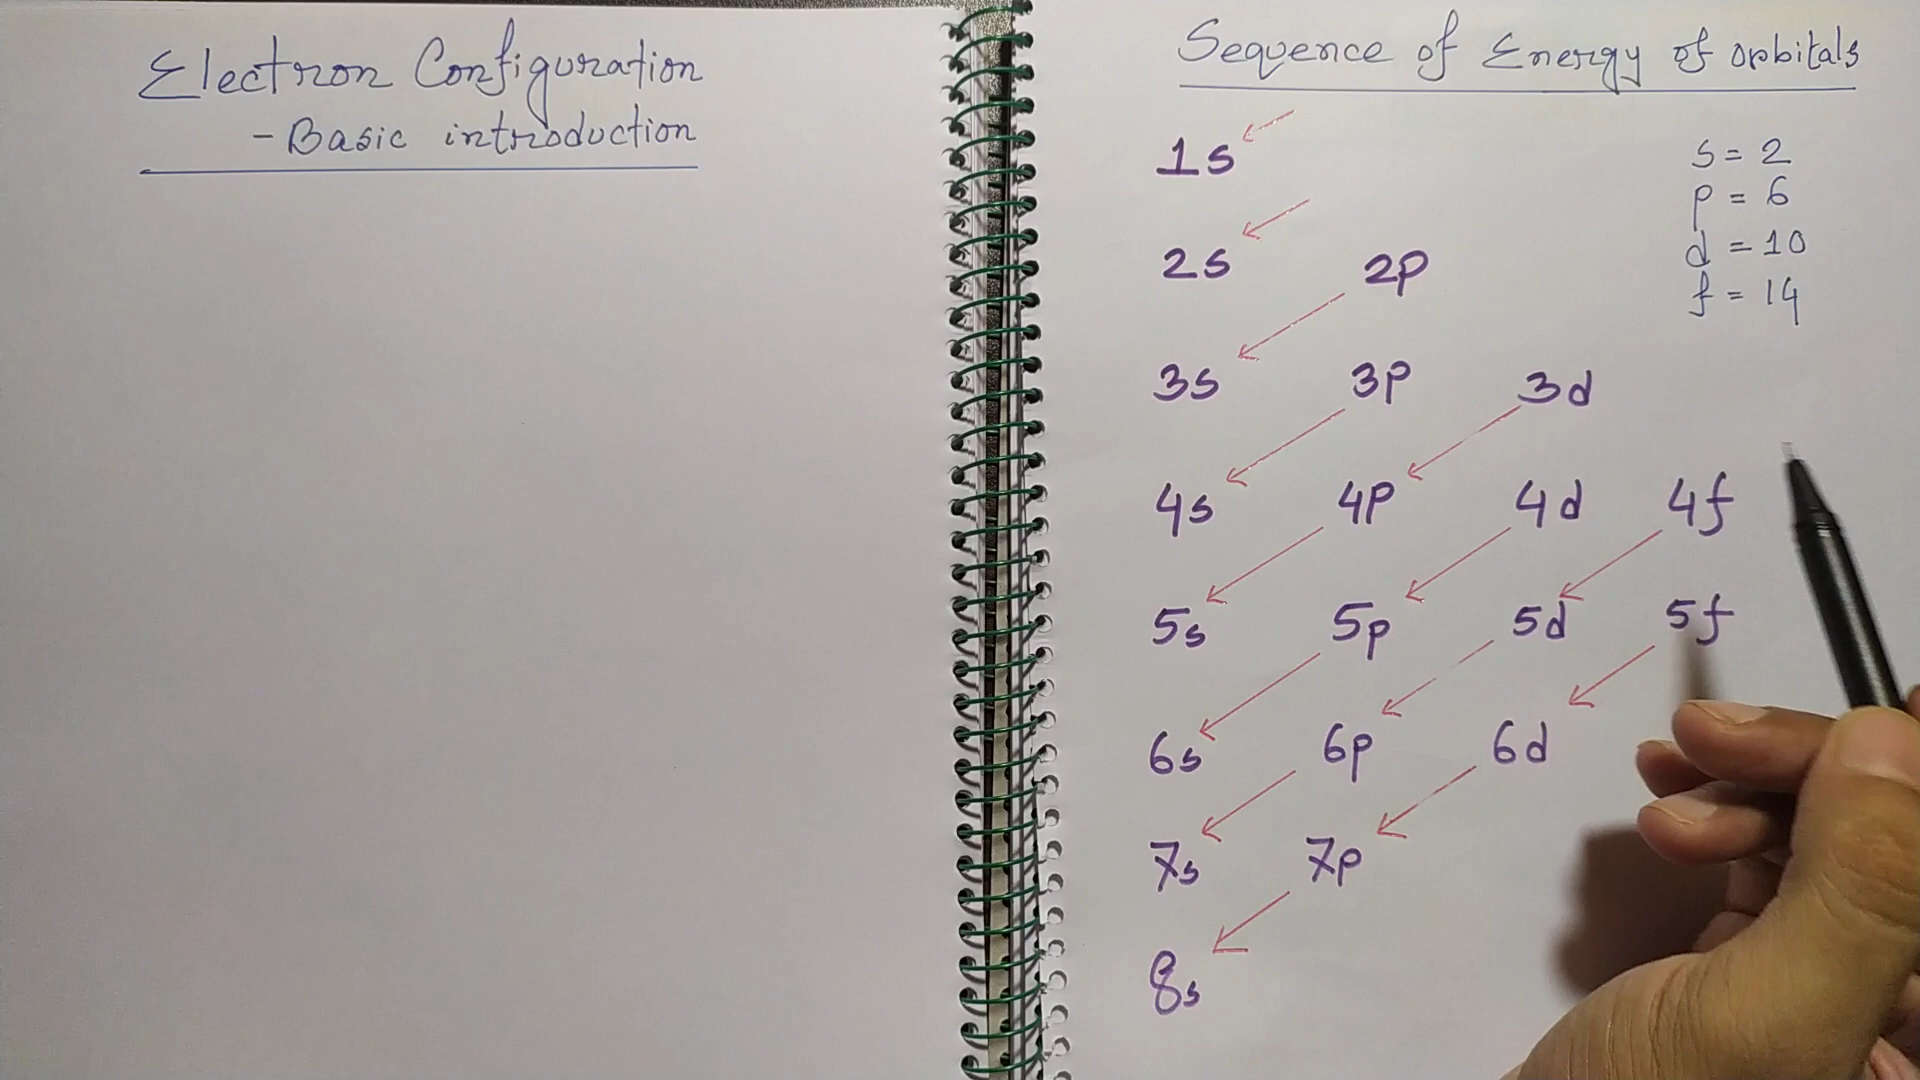 Electron Configuration
- Basic introduction
Sequence of Energy of orbitals
1s
2s 2p
3s 3p 3d
4s 4p 4d 4f
5s 5p 5d 5f
6s 6p 6d
7s 7p
8s
s = 2
p = 6
d = 10
f = 14